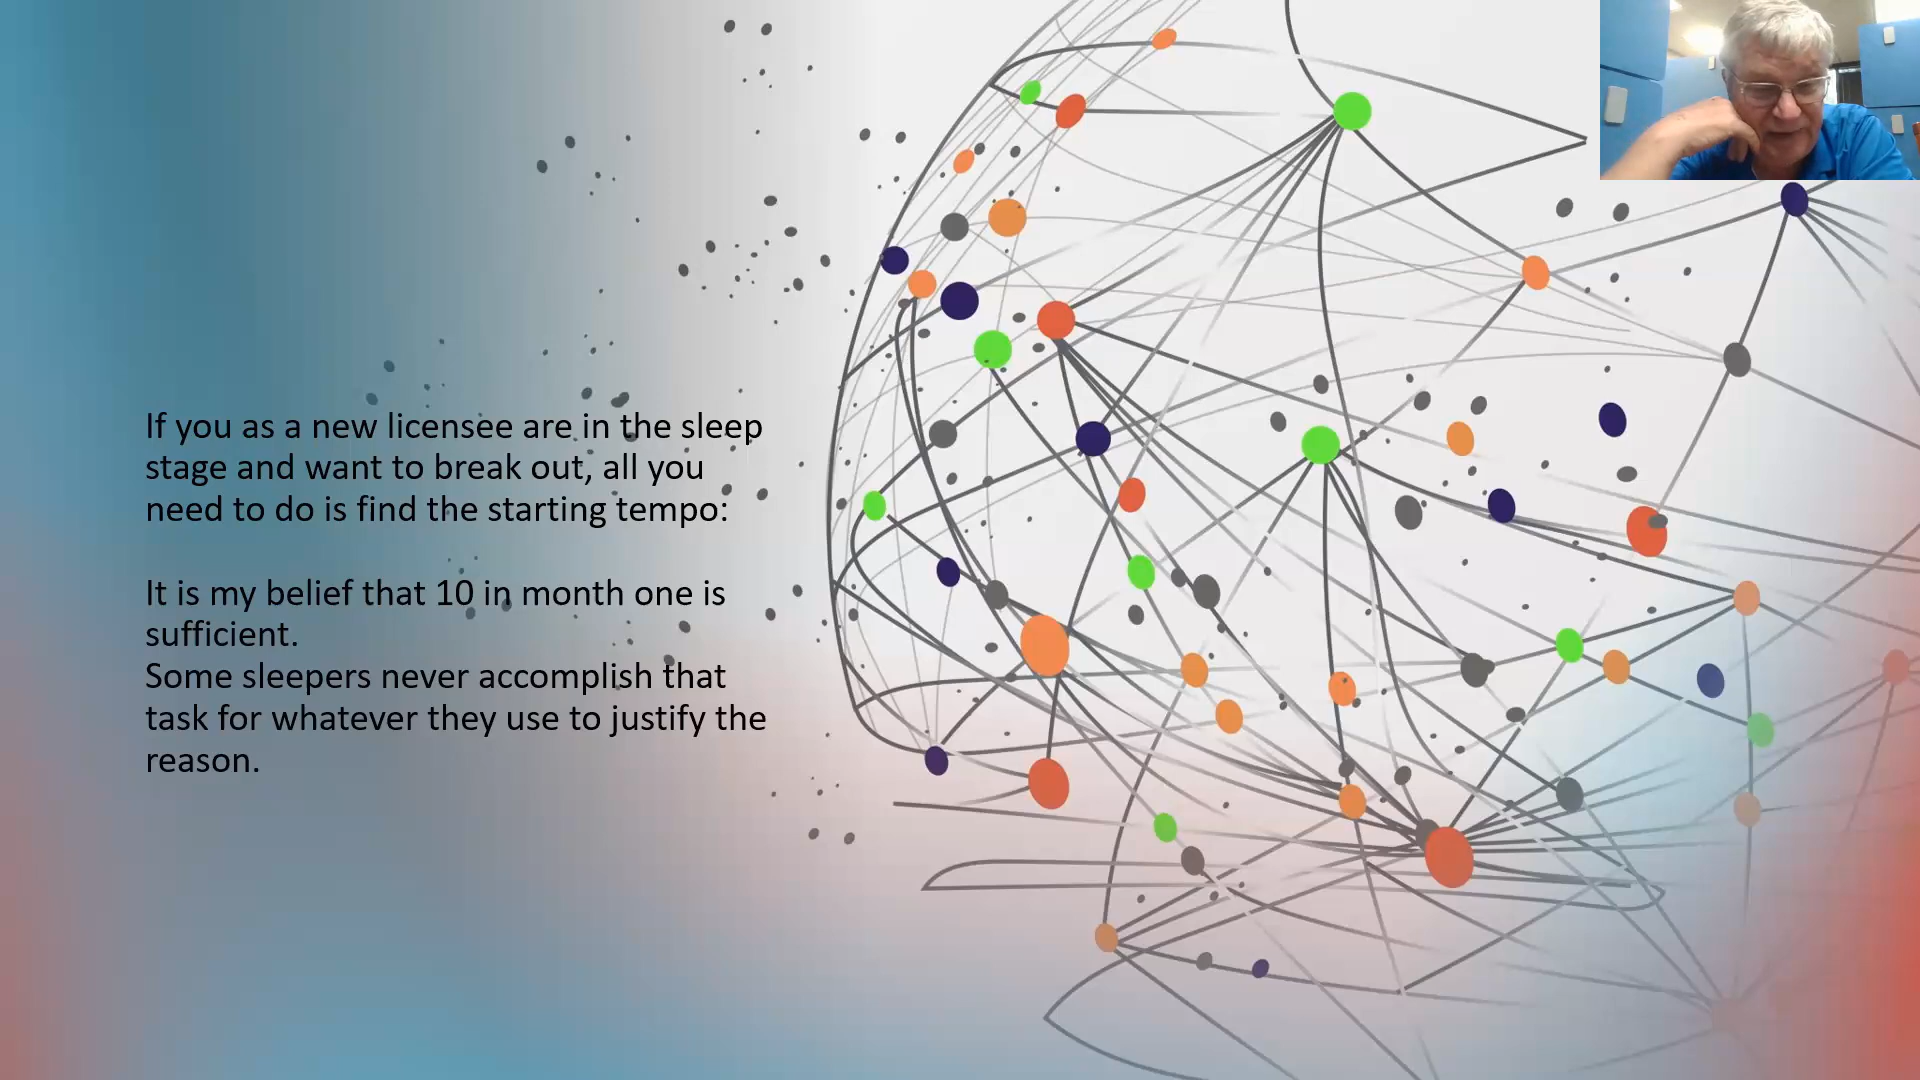 If you as a new licensee are in the sleep
stage and want to break out, all you
need to do is find the starting tempo:
It is my belief that 10 in month one is
sufficient.
Some sleepers never accomplish that
task for whatever they use to justify the
reason.